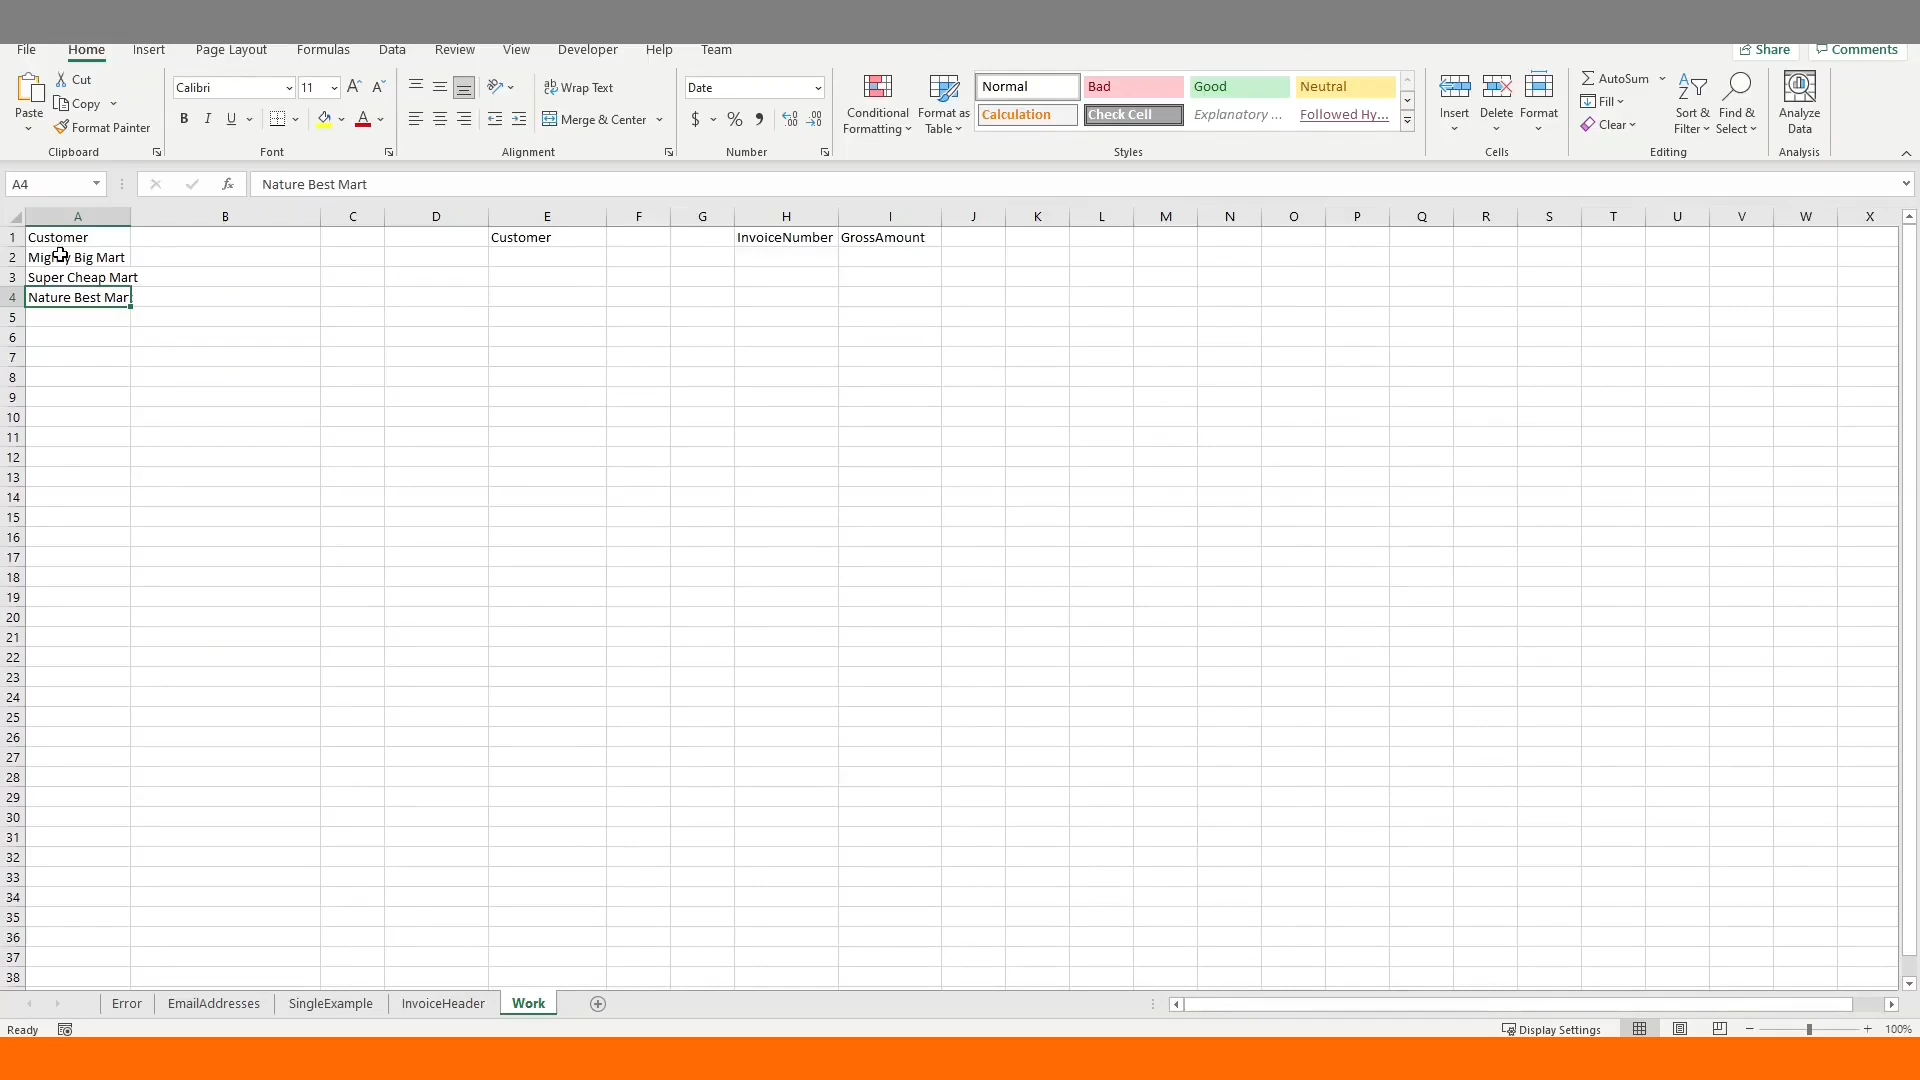 File Home Insert Page Layout Formulas Data Review View Developer Help Team Share Comments
Paste Cut Copy Format Painter
Clipboard
Calibri 11
B I U A
Font
Wrap Text
Merge & Center
Alignment
Date
$ % 9
Number
Conditional Formatting
Format as Table
Normal Bad Good Neutral
Calculation Check Cell Explanatory ... Followed Hy...
Styles
Insert Delete Format
Cells
AutoSum
Fill
Clear
Sort & Filter
Find & Select
Editing
Analyze Data
Analysis
A4 fx Nature Best Mart
A B C D E F G H I J K L M N O P Q R S T U V W X
1 Customer Customer InvoiceNumber GrossAmount
2 Mighty Big Mart
3 Super Cheap Mart
4 Nature Best Mar
5
6
7
8
9
10
11
12
13
14
15
16
17
18
19
20
21
22
23
24
25
26
27
28
29
30
31
32
33
34
35
36
37
38
Error EmailAddresses SingleExample InvoiceHeader Work
Ready Display Settings 100%